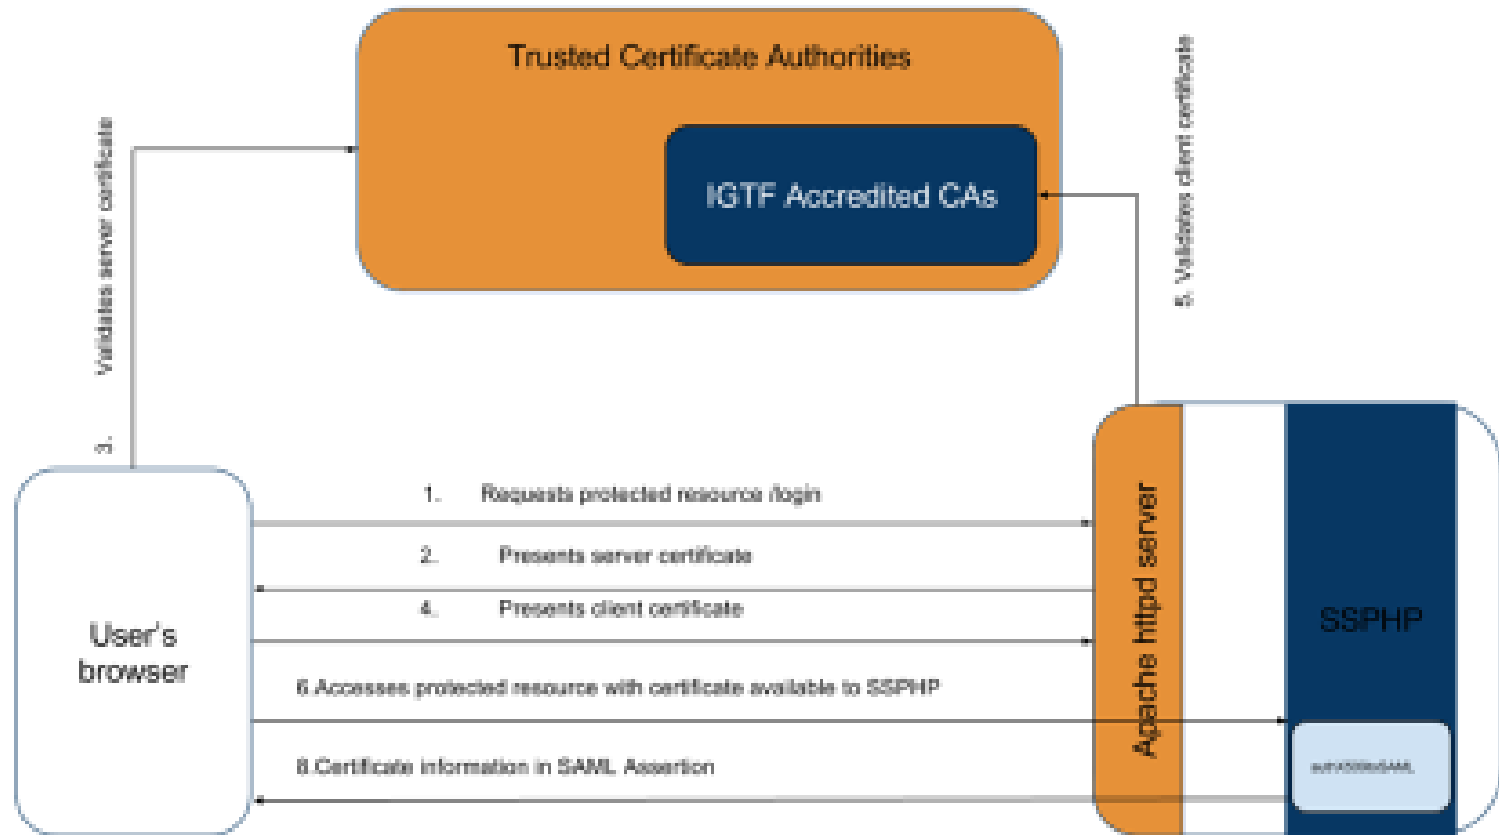 Trusted Certificate Authorities
IGTF Accredited CAs
3. Validates server certificate
5. Validates client certificate
1. Requests protected resource /login
2. Presents server certificate
4. Presents client certificate
6.Accesses protected resource with certificate available to SSPHP
8.Certificate information in SAML Assertion
User's
browser
Apache httpd server
SSPHP
authX509toSAML